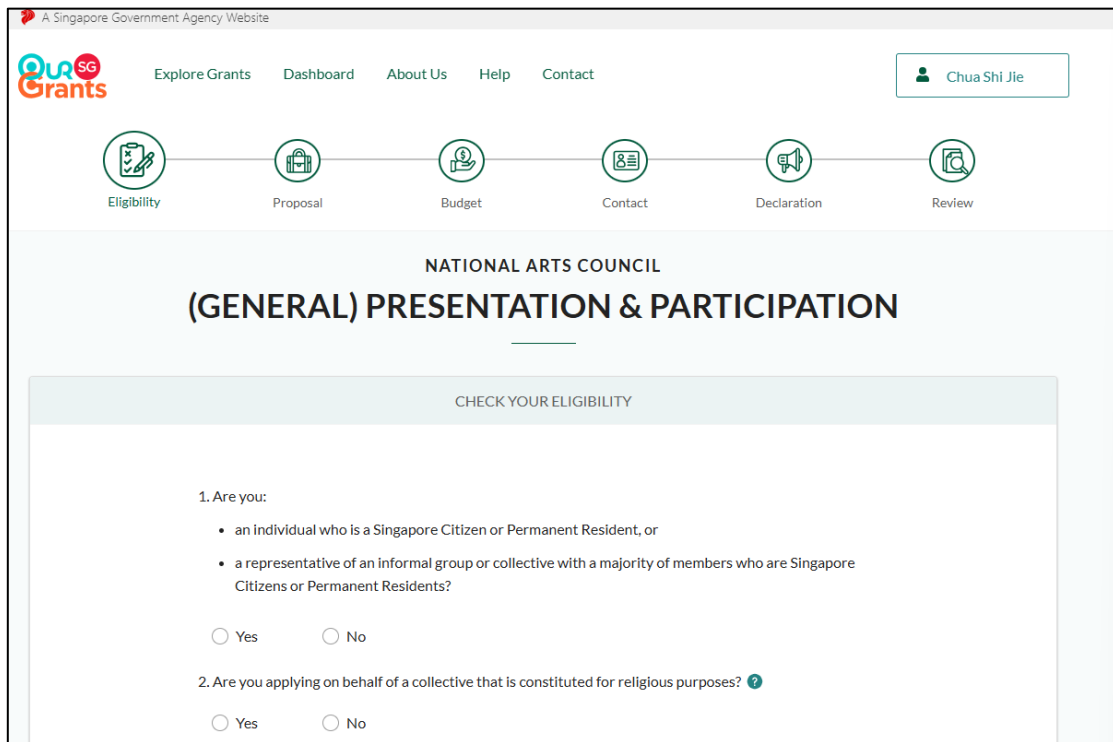 A Singapore Government Agency Website
OUR SG
Grants
Explore Grants Dashboard About Us Help Contact
Chua Shi Jie
Eligibility Proposal Budget Contact Declaration Review
NATIONAL ARTS COUNCIL
(GENERAL) PRESENTATION & PARTICIPATION
CHECK YOUR ELIGIBILITY
1. Are you:
• an individual who is a Singapore Citizen or Permanent Resident, or
• a representative of an informal group or collective with a majority of members who are Singapore
Citizens or Permanent Residents?
Yes No
2. Are you applying on behalf of a collective that is constituted for religious purposes? ?
Yes No